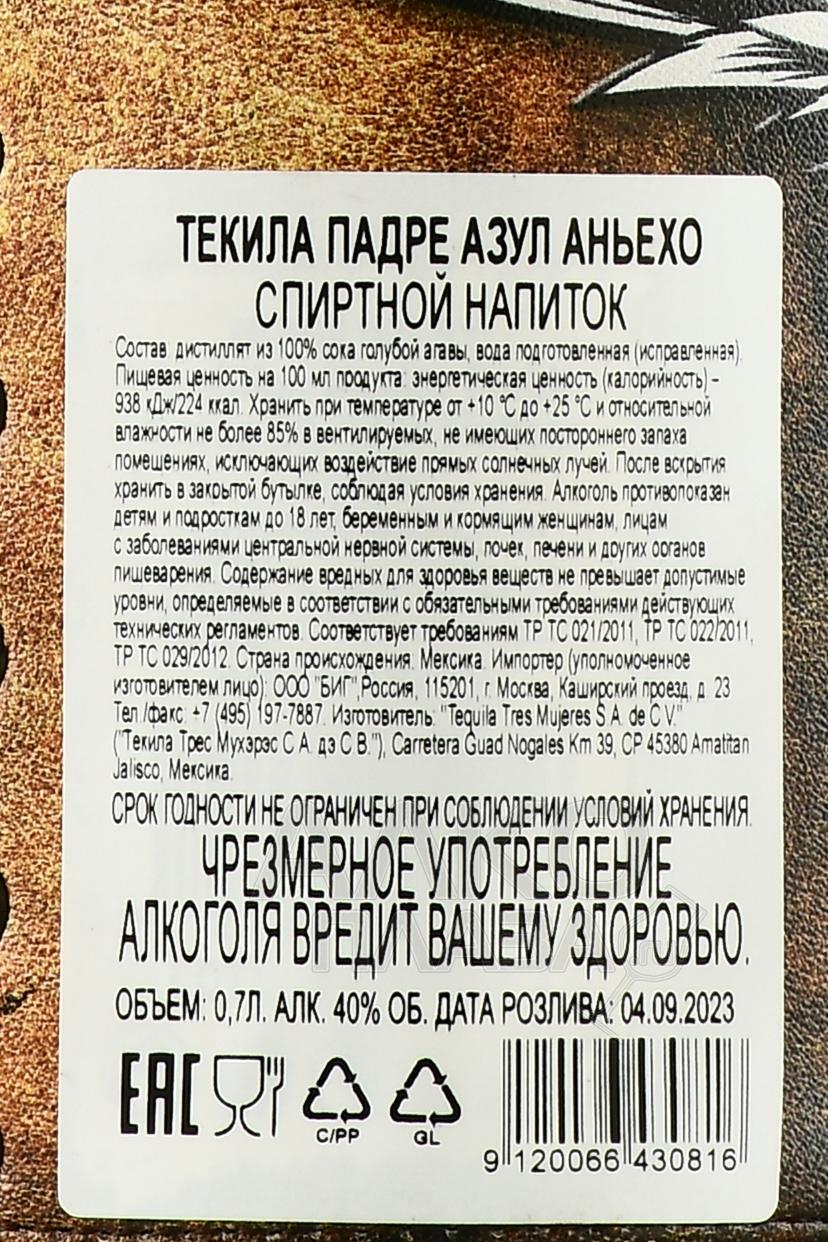 ТЕКИЛА ПАДРЕ АЗУЛ АНЬЕХО
СПИРТНОЙ НАПИТОК
Состав: дистиллят из 100% сока голубой агавы, вода подготовленная (исправленная).
Пищевая ценность на 100 мл продукта: энергетическая ценность (калорийность) –
938 кДж/224 ккал. Хранить при температуре от +10 °С до +25 °С и относительной
влажности не более 85% в вентилируемых, не имеющих постороннего запаха
помещениях, исключающих воздействие прямых солнечных лучей. После вскрытия
хранить в закрытой бутылке, соблюдая условия хранения. Алкоголь противопоказан
детям и подросткам до 18 лет, беременным и кормящим женщинам, лицам
с заболеваниями центральной нервной системы, почек, печени и других органов
пищеварения. Содержание вредных для здоровья веществ не превышает допустимые
уровни, определяемые в соответствии с обязательными требованиями действующих
технических регламентов. Соответствует требованиям ТР ТС 021/2011, ТР ТС 022/2011,
ТР ТС 029/2012. Страна происхождения: Мексика. Импортер (уполномоченное
изготовителем лицо): ООО "БИГ",Россия, 115201, г. Москва, Каширский проезд, д. 23
Тел./факс: +7 (495) 197-7887. Изготовитель: "Tequila Tres Mujeres S.A. de C.V."
("Текила Трес Мухэрэс С.А. дэ С.В."), Carretera Guad Nogales Km 39, CP 45380 Amatitan
Jalisco, Мексика.
СРОК ГОДНОСТИ НЕ ОГРАНИЧЕН ПРИ СОБЛЮДЕНИИ УСЛОВИЙ ХРАНЕНИЯ.
ЧРЕЗМЕРНОЕ УПОТРЕБЛЕНИЕ
АЛКОГОЛЯ ВРЕДИТ ВАШЕМУ ЗДОРОВЬЮ.
ОБЪЕМ: 0,7Л. АЛК. 40% ОБ. ДАТА РОЗЛИВА: 04.09.2023
EAC
C/PP
GL
9 120066 430816